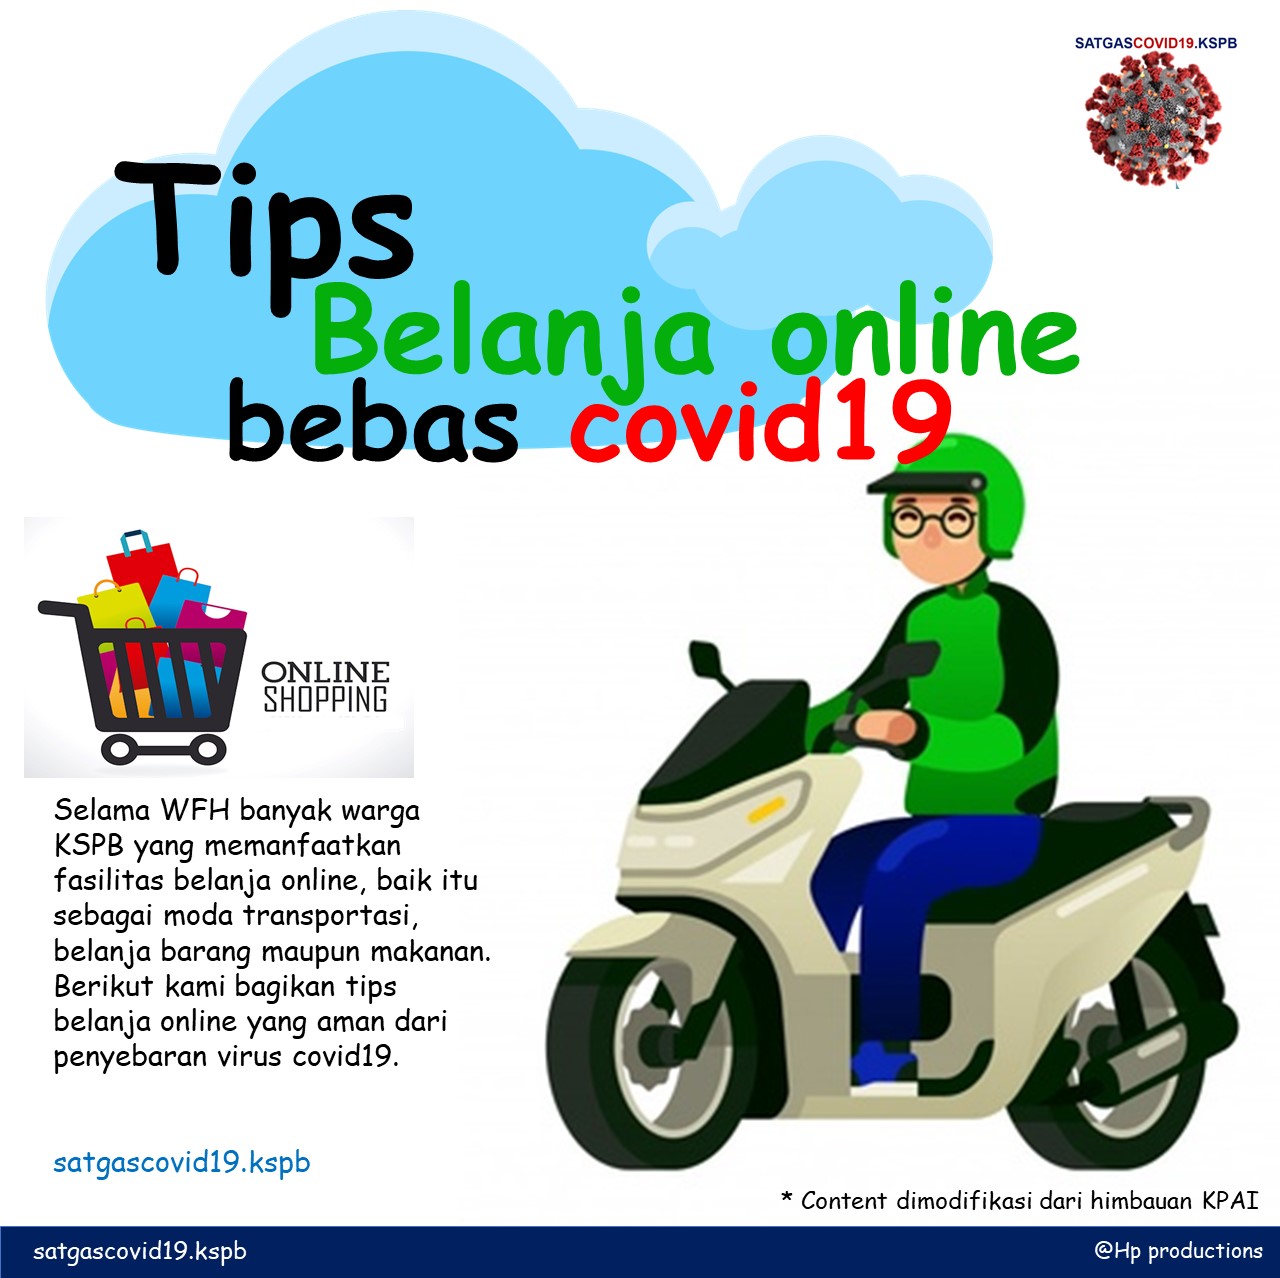 SATGASCOVID19.KSPB
Tips
Belanja online
bebas covid19
ONLINE
SHOPPING
Selama WFH banyak warga
KSPB yang memanfaatkan
fasilitas belanja online, baik itu
sebagai moda transportasi,
belanja barang maupun makanan.
Berikut kami bagikan tips
belanja online yang aman dari
penyebaran virus covid19.
satgascovid19.kspb
* Content dimodifikasi dari himbauan KPAI
satgascovid19.kspb
@Hp productions